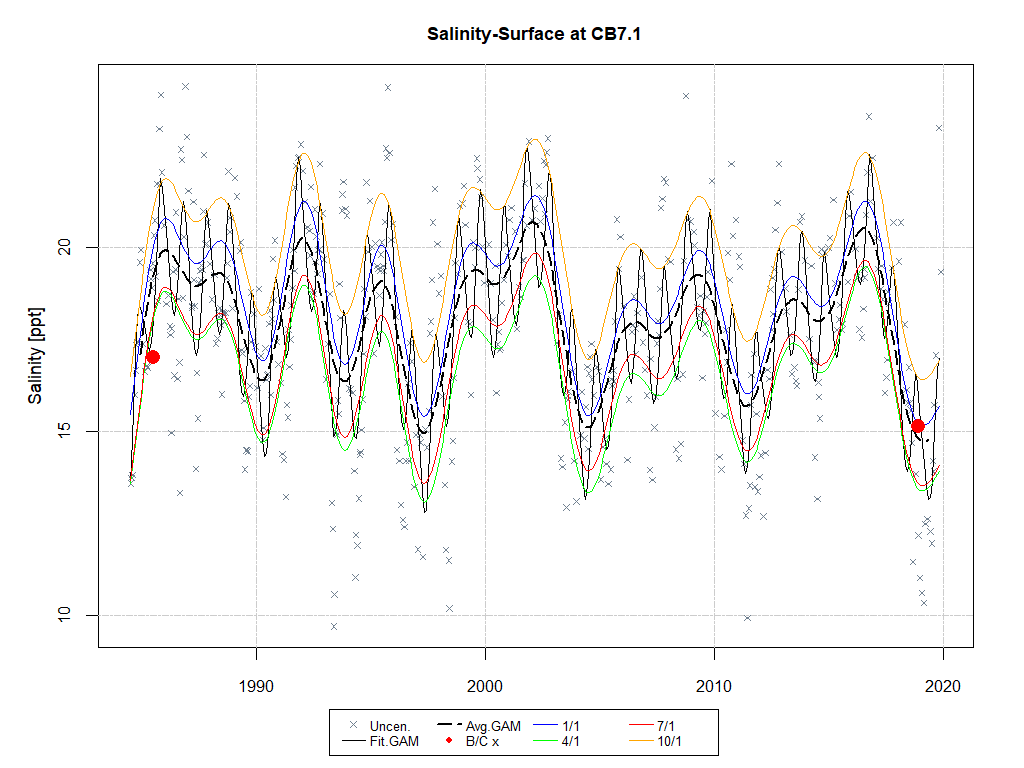 Salinity-Surface at CB7.1
Salinity [ppt]
20
15
10
1990 2000 2010 2020
Uncen. Avg.GAM 1/1 7/1
Fit.GAM B/C x 4/1 10/1